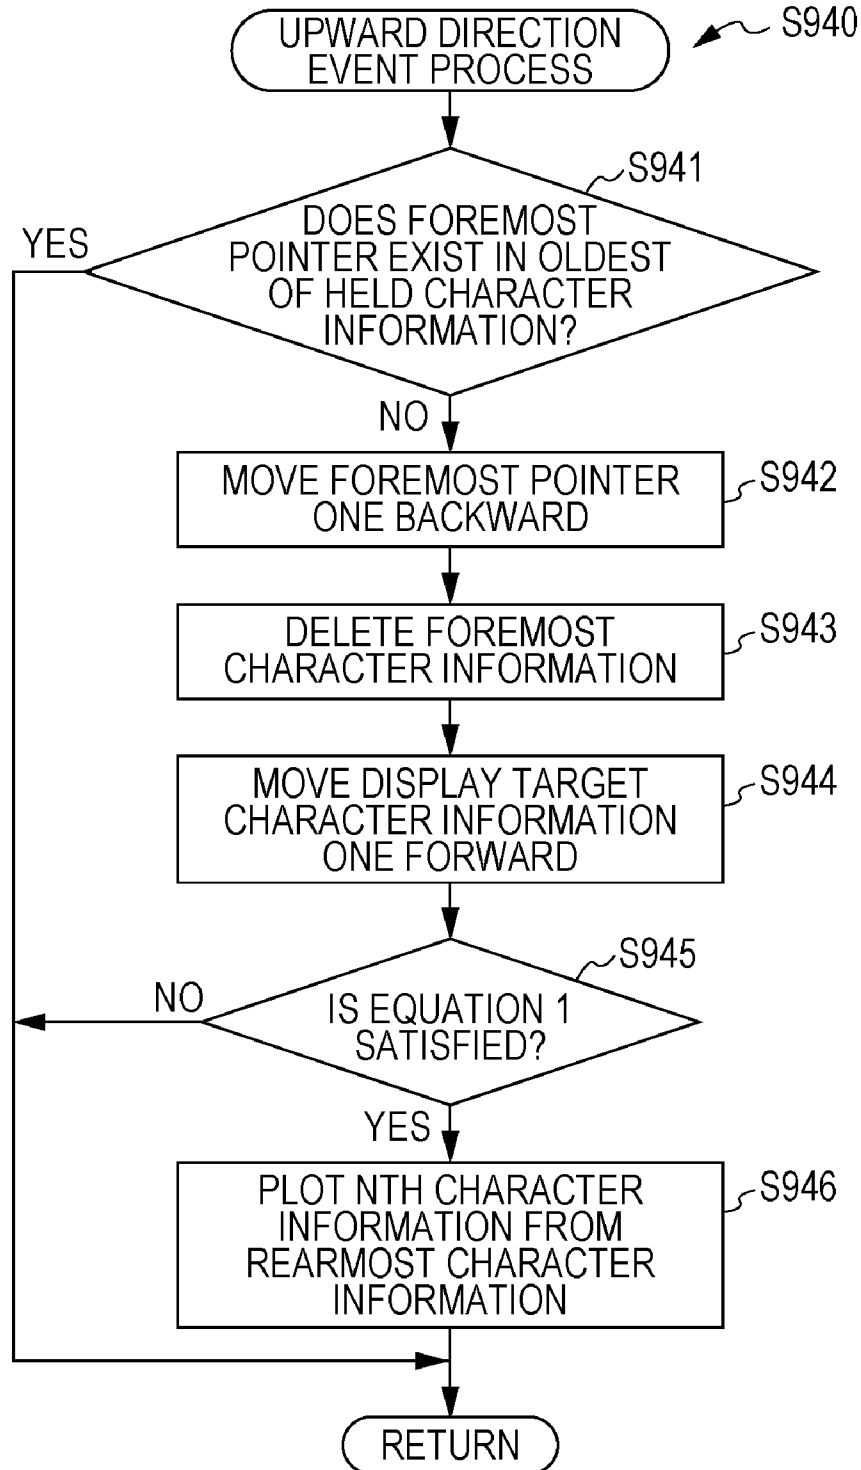 UPWARD DIRECTION
EVENT PROCESS
S940
S941
DOES FOREMOST
POINTER EXIST IN OLDEST
OF HELD CHARACTER
INFORMATION?
YES
NO
MOVE FOREMOST POINTER
ONE BACKWARD
S942
DELETE FOREMOST
CHARACTER INFORMATION
S943
MOVE DISPLAY TARGET
CHARACTER INFORMATION
ONE FORWARD
S944
S945
IS EQUATION 1
SATISFIED?
NO
YES
PLOT NTH CHARACTER
INFORMATION FROM
REARMOST CHARACTER
INFORMATION
S946
RETURN